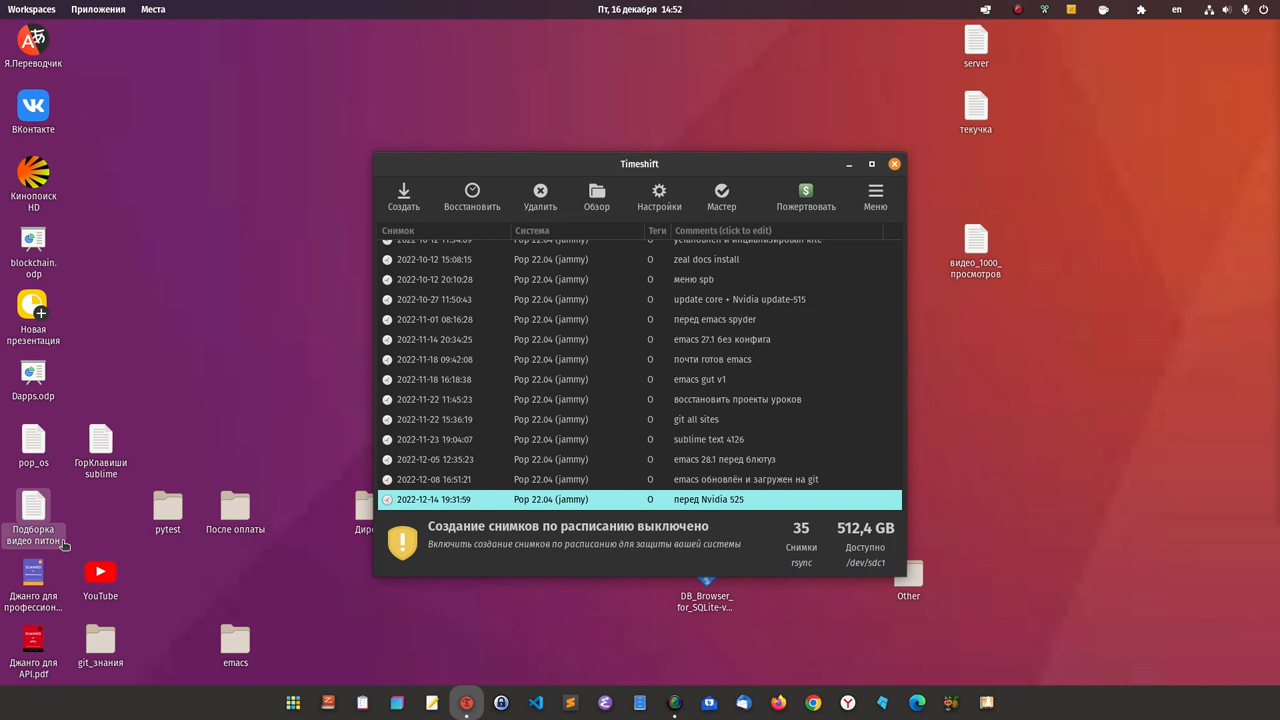 Workspaces Приложения Места
Пт, 16 декабря 14:52
en
Я.Переводчик
ВКонтакте
Кинопоиск
HD
blockchain.
odp
Новая
презентация
Dapps.odp
pop_os
ГорКлавиши
sublime
Подборка
видео питон
pytest
После оплаты
Дирe
Джанго для
профессион...
YouTube
Джанго для
API.pdf
git_знания
emacs
server
текучка
видео_1000_
просмотров
DB_Browser_
for_SQLite-v...
Other
Timeshift
Создать Восстановить Удалить Обзор Настройки Мастер Пожертвовать Меню
Снимок Система Теги Comments (click to edit)
2022-10-12 15:08:15 Pop 22.04 (jammy) O zeal docs install
2022-10-12 20:10:28 Pop 22.04 (jammy) O меню spb
2022-10-27 11:50:43 Pop 22.04 (jammy) O update core + Nvidia update-515
2022-11-01 08:16:28 Pop 22.04 (jammy) O перед emacs spyder
2022-11-14 20:34:25 Pop 22.04 (jammy) O emacs 27.1 без конфига
2022-11-18 09:42:08 Pop 22.04 (jammy) O почти готов emacs
2022-11-18 16:18:38 Pop 22.04 (jammy) O emacs gut v1
2022-11-22 11:45:23 Pop 22.04 (jammy) O восстановить проекты уроков
2022-11-22 15:36:19 Pop 22.04 (jammy) O git all sites
2022-11-23 19:04:07 Pop 22.04 (jammy) O sublime text 4126
2022-12-05 12:35:23 Pop 22.04 (jammy) O emacs 28.1 перед блютуз
2022-12-08 16:51:21 Pop 22.04 (jammy) O emacs обновлён и загружен на git
2022-12-14 19:31:59 Pop 22.04 (jammy) O перед Nvidia 525
Создание снимков по расписанию выключено
Включить создание снимков по расписанию для защиты вашей системы
35 512,4 GB
Снимки Доступно
rsync /dev/sdc1